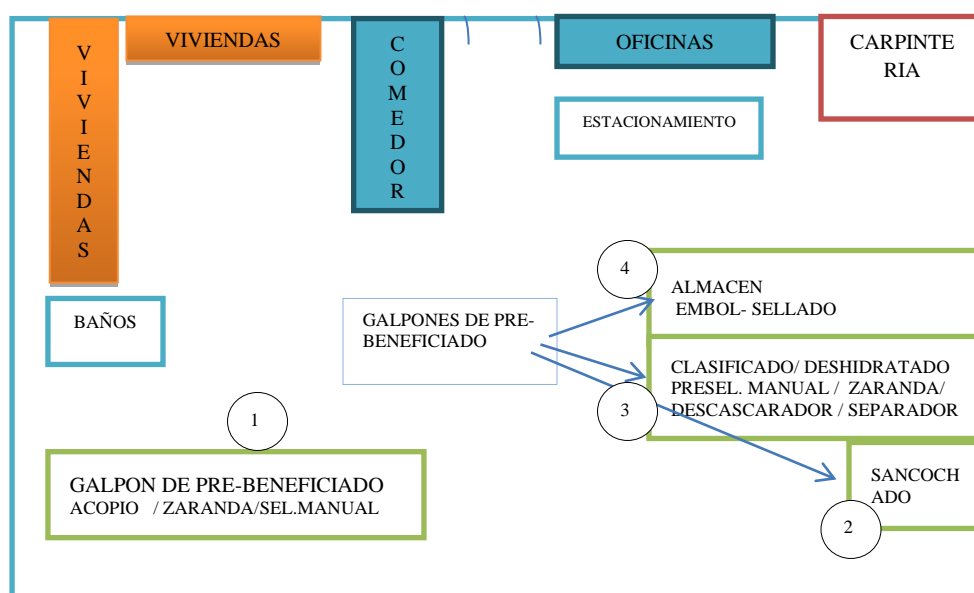 VIVIENDAS
VIVIENDAS
COMEDOR
OFICINAS
CARPINTE
RIA
ESTACIONAMIENTO
4
ALMACEN
EMBOL- SELLADO
BAÑOS
GALPONES DE PRE-
BENEFICIADO
CLASIFICADO/ DESHIDRATADO
PRESEL. MANUAL / ZARANDA/
DESCASCARADOR / SEPARADOR
3
1
GALPON DE PRE-BENEFICIADO
ACOPIO / ZARANDA/SEL.MANUAL
SANCOCH
ADO
2